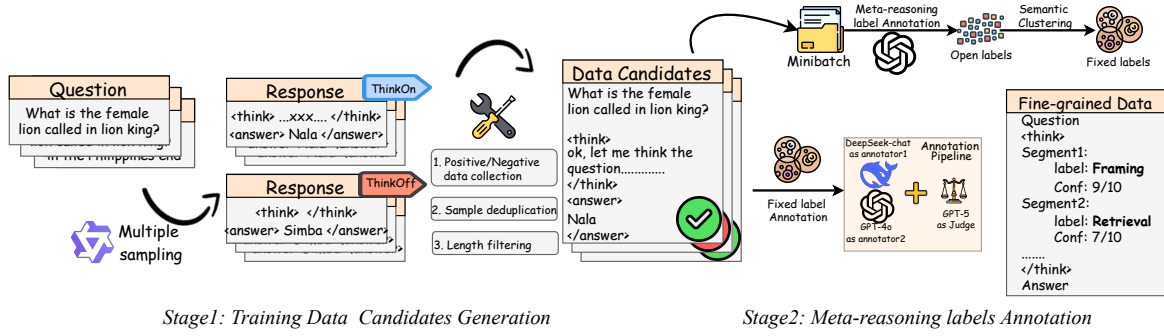 Question
What is the female
lion called in lion king?
in the Philippines end
Multiple
sampling
Response
ThinkOn
<think> ...xxx.... </think>
<answer> Nala </answer>
Response
ThinkOff
<think> </think>
<answer> Simba </answer>
1. Positive/Negative
data collection
2. Sample deduplication
3. Length filtering
Data Candidates
What is the female
lion called in lion king?
<think>
ok, let me think the
question.............
</think>
<answer>
Nala
</answer>
Minibatch
Meta-reasoning
label Annotation
Open labels
Semantic
Clustering
Fixed labels
Fixed label
Annotation
DeepSeek-chat
as annotator1
GPT-4o
as annotator2
Annotation
Pipeline
GPT-5
as Judge
Fine-grained Data
Question
<think>
Segment1:
label: Framing
Conf: 9/10
Segment2:
label: Retrieval
Conf: 7/10
.......
</think>
Answer
Stage1: Training Data Candidates Generation
Stage2: Meta-reasoning labels Annotation